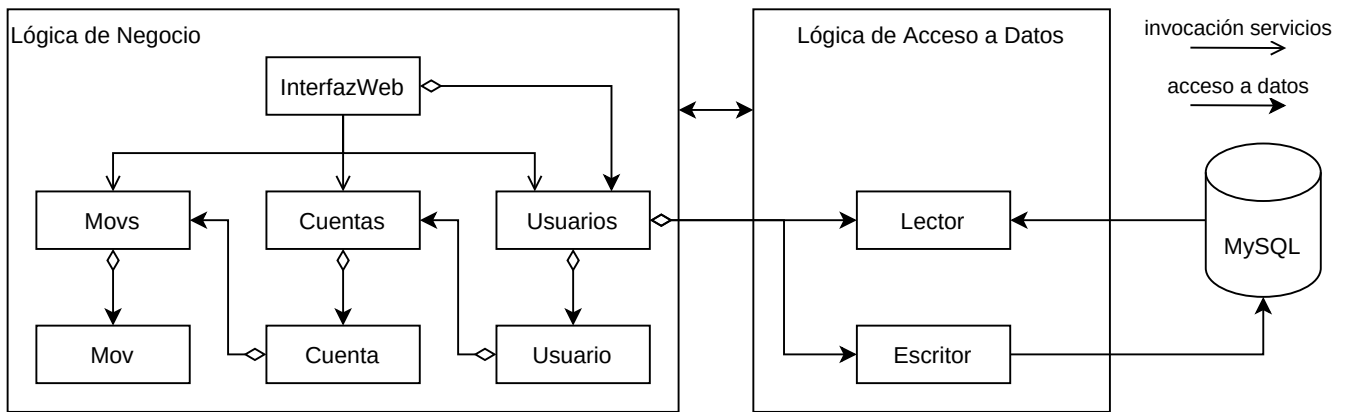 Lógica de Negocio
Lógica de Acceso a Datos
invocación servicios
acceso a datos
InterfazWeb
Movs
Cuentas
Usuarios
Lector
MySQL
Mov
Cuenta
Usuario
Escritor